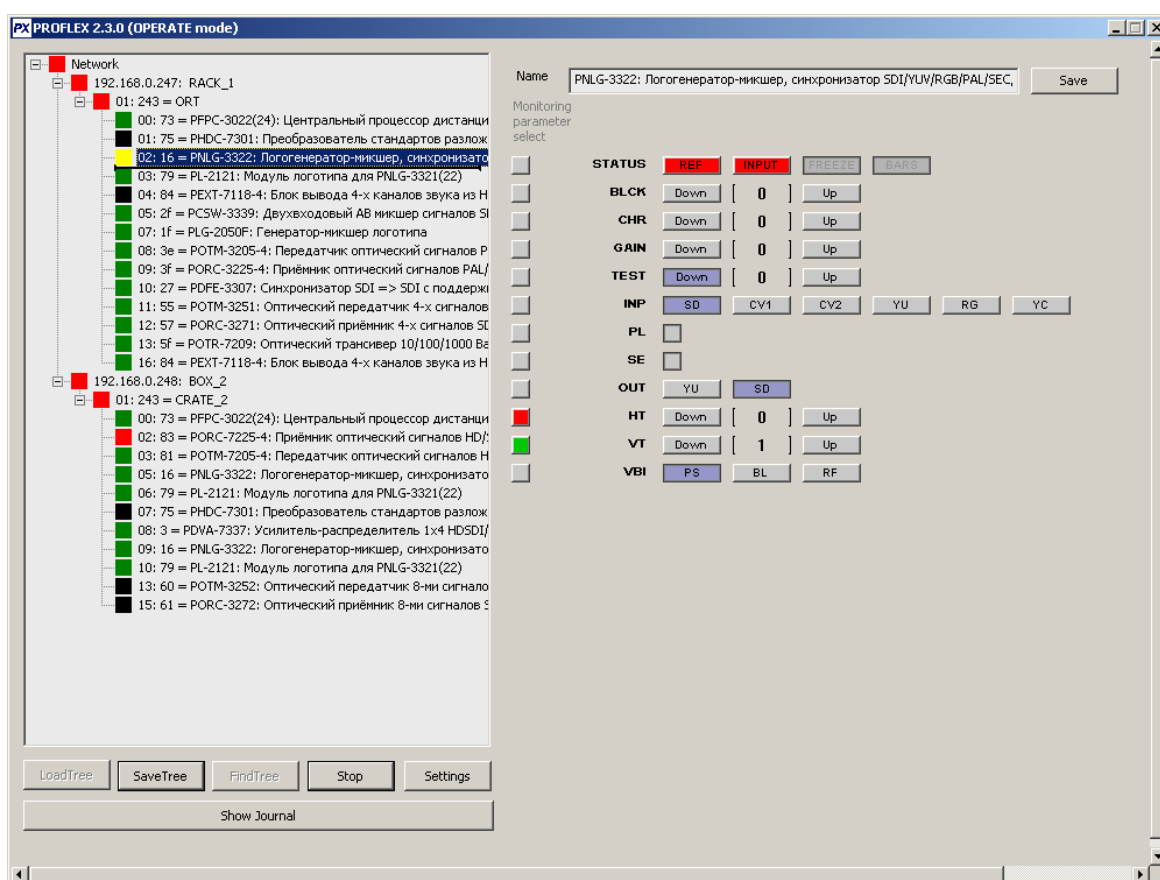 PX PROFLEX 2.3.0 (OPERATE mode)
Network
192.168.0.247: RACK_1
01: 243 = ORT
00: 73 = PFPC-3022(24): Центральный процессор дистанци
01: 75 = PHDC-7301: Преобразователь стандартов разлож
02: 16 = PNLG-3322: Логогенератор-микшер, синхронизато
03: 79 = PL-2121: Модуль логотипа для PNLG-3321(22)
04: 84 = PEXT-7118-4: Блок вывода 4-х каналов звука из H
05: 2f = PCSW-3339: Двухвходовый AB микшер сигналов SI
07: 1f = PLG-2050F: Генератор-микшер логотипа
08: 3e = POTM-3205-4: Передатчик оптический сигналов P
09: 3f = PORC-3225-4: Приёмник оптический сигналов PAL/
10: 27 = PDFE-3307: Синхронизатор SDI => SDI с поддержк
11: 55 = POTM-3251: Оптический передатчик 4-х сигналов
12: 57 = PORC-3271: Оптический приёмник 4-х сигналов SD
13: 5f = POTR-7209: Оптический трансивер 10/100/1000 Ba
16: 84 = PEXT-7118-4: Блок вывода 4-х каналов звука из H
192.168.0.248: BOX_2
01: 243 = CRATE_2
00: 73 = PFPC-3022(24): Центральный процессор дистанци
02: 83 = PORC-7225-4: Приёмник оптический сигналов HD/
03: 81 = POTM-7205-4: Передатчик оптический сигналов H
05: 16 = PNLG-3322: Логогенератор-микшер, синхронизато
06: 79 = PL-2121: Модуль логотипа для PNLG-3321(22)
07: 75 = PHDC-7301: Преобразователь стандартов разлож
08: 3 = PDVA-7337: Усилитель-распределитель 1x4 HDSDI/
09: 16 = PNLG-3322: Логогенератор-микшер, синхронизато
10: 79 = PL-2121: Модуль логотипа для PNLG-3321(22)
13: 60 = POTM-3252: Оптический передатчик 8-ми сигнало
15: 61 = PORC-3272: Оптический приёмник 8-ми сигналов S
LoadTree SaveTree FindTree Stop Settings
Show Journal
Name PNLG-3322: Логогенератор-микшер, синхронизатор SDI/YUV/RGB/PAL/SEC, Save
Monitoring
parameter
select
STATUS REF INPUT FREEZE BARS
BLCK Down [ 0 ] Up
CHR Down [ 0 ] Up
GAIN Down [ 0 ] Up
TEST Down [ 0 ] Up
INP SD CV1 CV2 YU RG YC
PL
SE
OUT YU SD
HT Down [ 0 ] Up
VT Down [ 1 ] Up
VBI PS BL RF